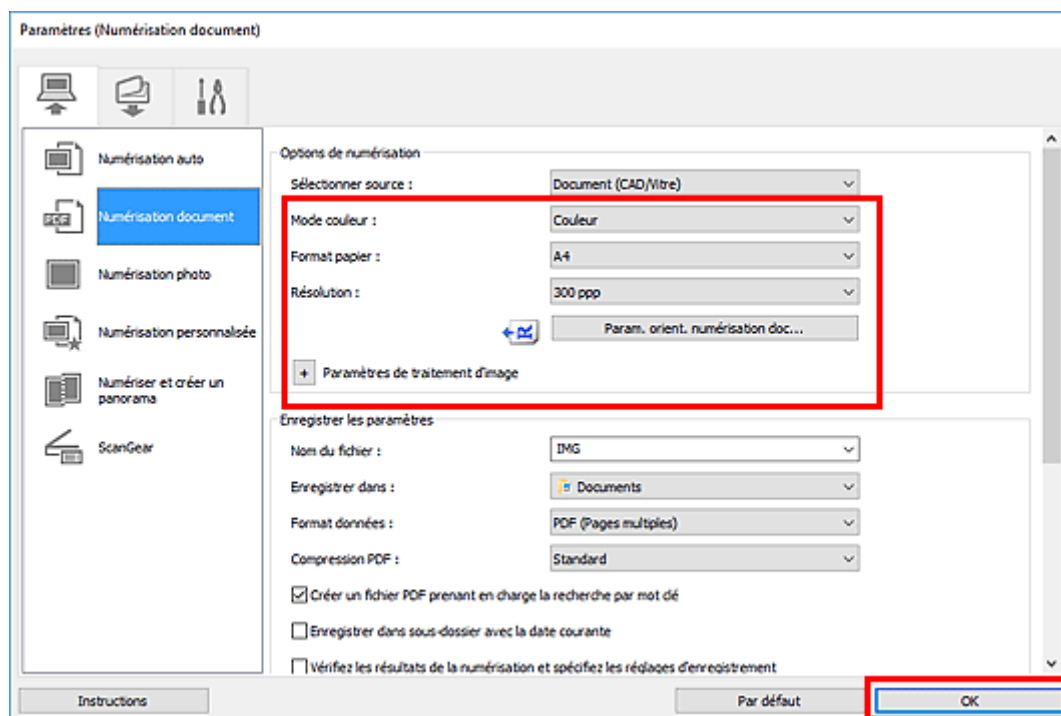 Paramètres (Numérisation document)
Numérisation auto
Numérisation document
Numérisation photo
Numérisation personnalisée
Numériser et créer un
panorama
ScanGear
Options de numérisation
Sélectionner source : Document (CAD/Vitre)
Mode couleur : Couleur
Format papier : A4
Résolution : 300 ppp
Param. orient. numérisation doc...
+ Paramètres de traitement d'image
Enregistrer les paramètres
Nom du fichier : IMG
Enregistrer dans : Documents
Format données : PDF (Pages multiples)
Compression PDF : Standard
Créer un fichier PDF prenant en charge la recherche par mot clé
Enregistrer dans sous-dossier avec la date courante
Vérifiez les résultats de la numérisation et spécifiez les réglages d'enregistrement
Instructions Par défaut OK